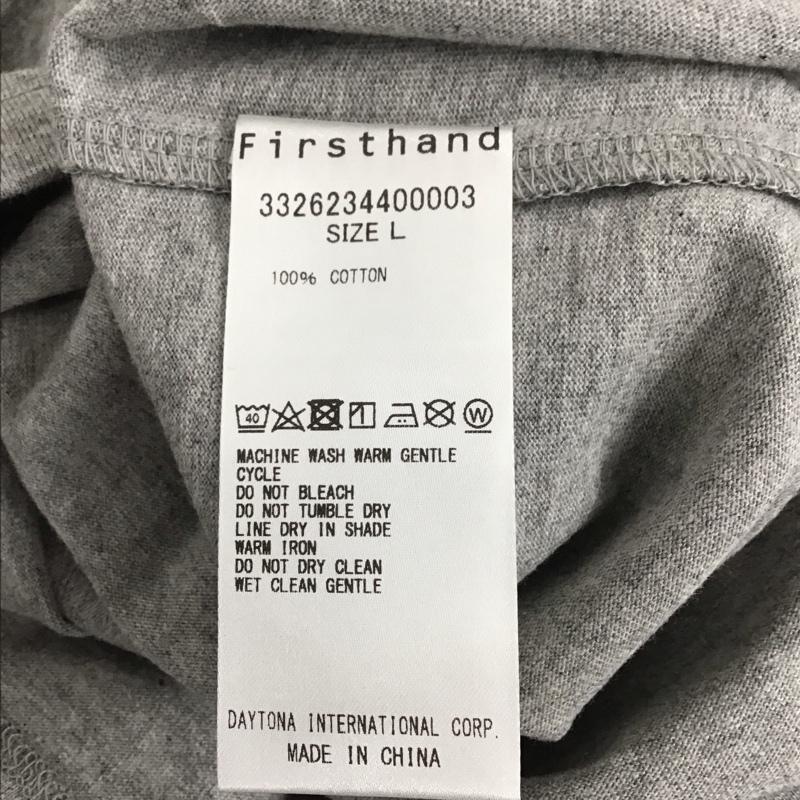 Firsthand
3326234400003
SIZE L
100% COTTON
40 W
MACHINE WASH WARM GENTLE
CYCLE
DO NOT BLEACH
DO NOT TUMBLE DRY
LINE DRY IN SHADE
WARM IRON
DO NOT DRY CLEAN
WET CLEAN GENTLE
DAYTONA INTERNATIONAL CORP.
MADE IN CHINA